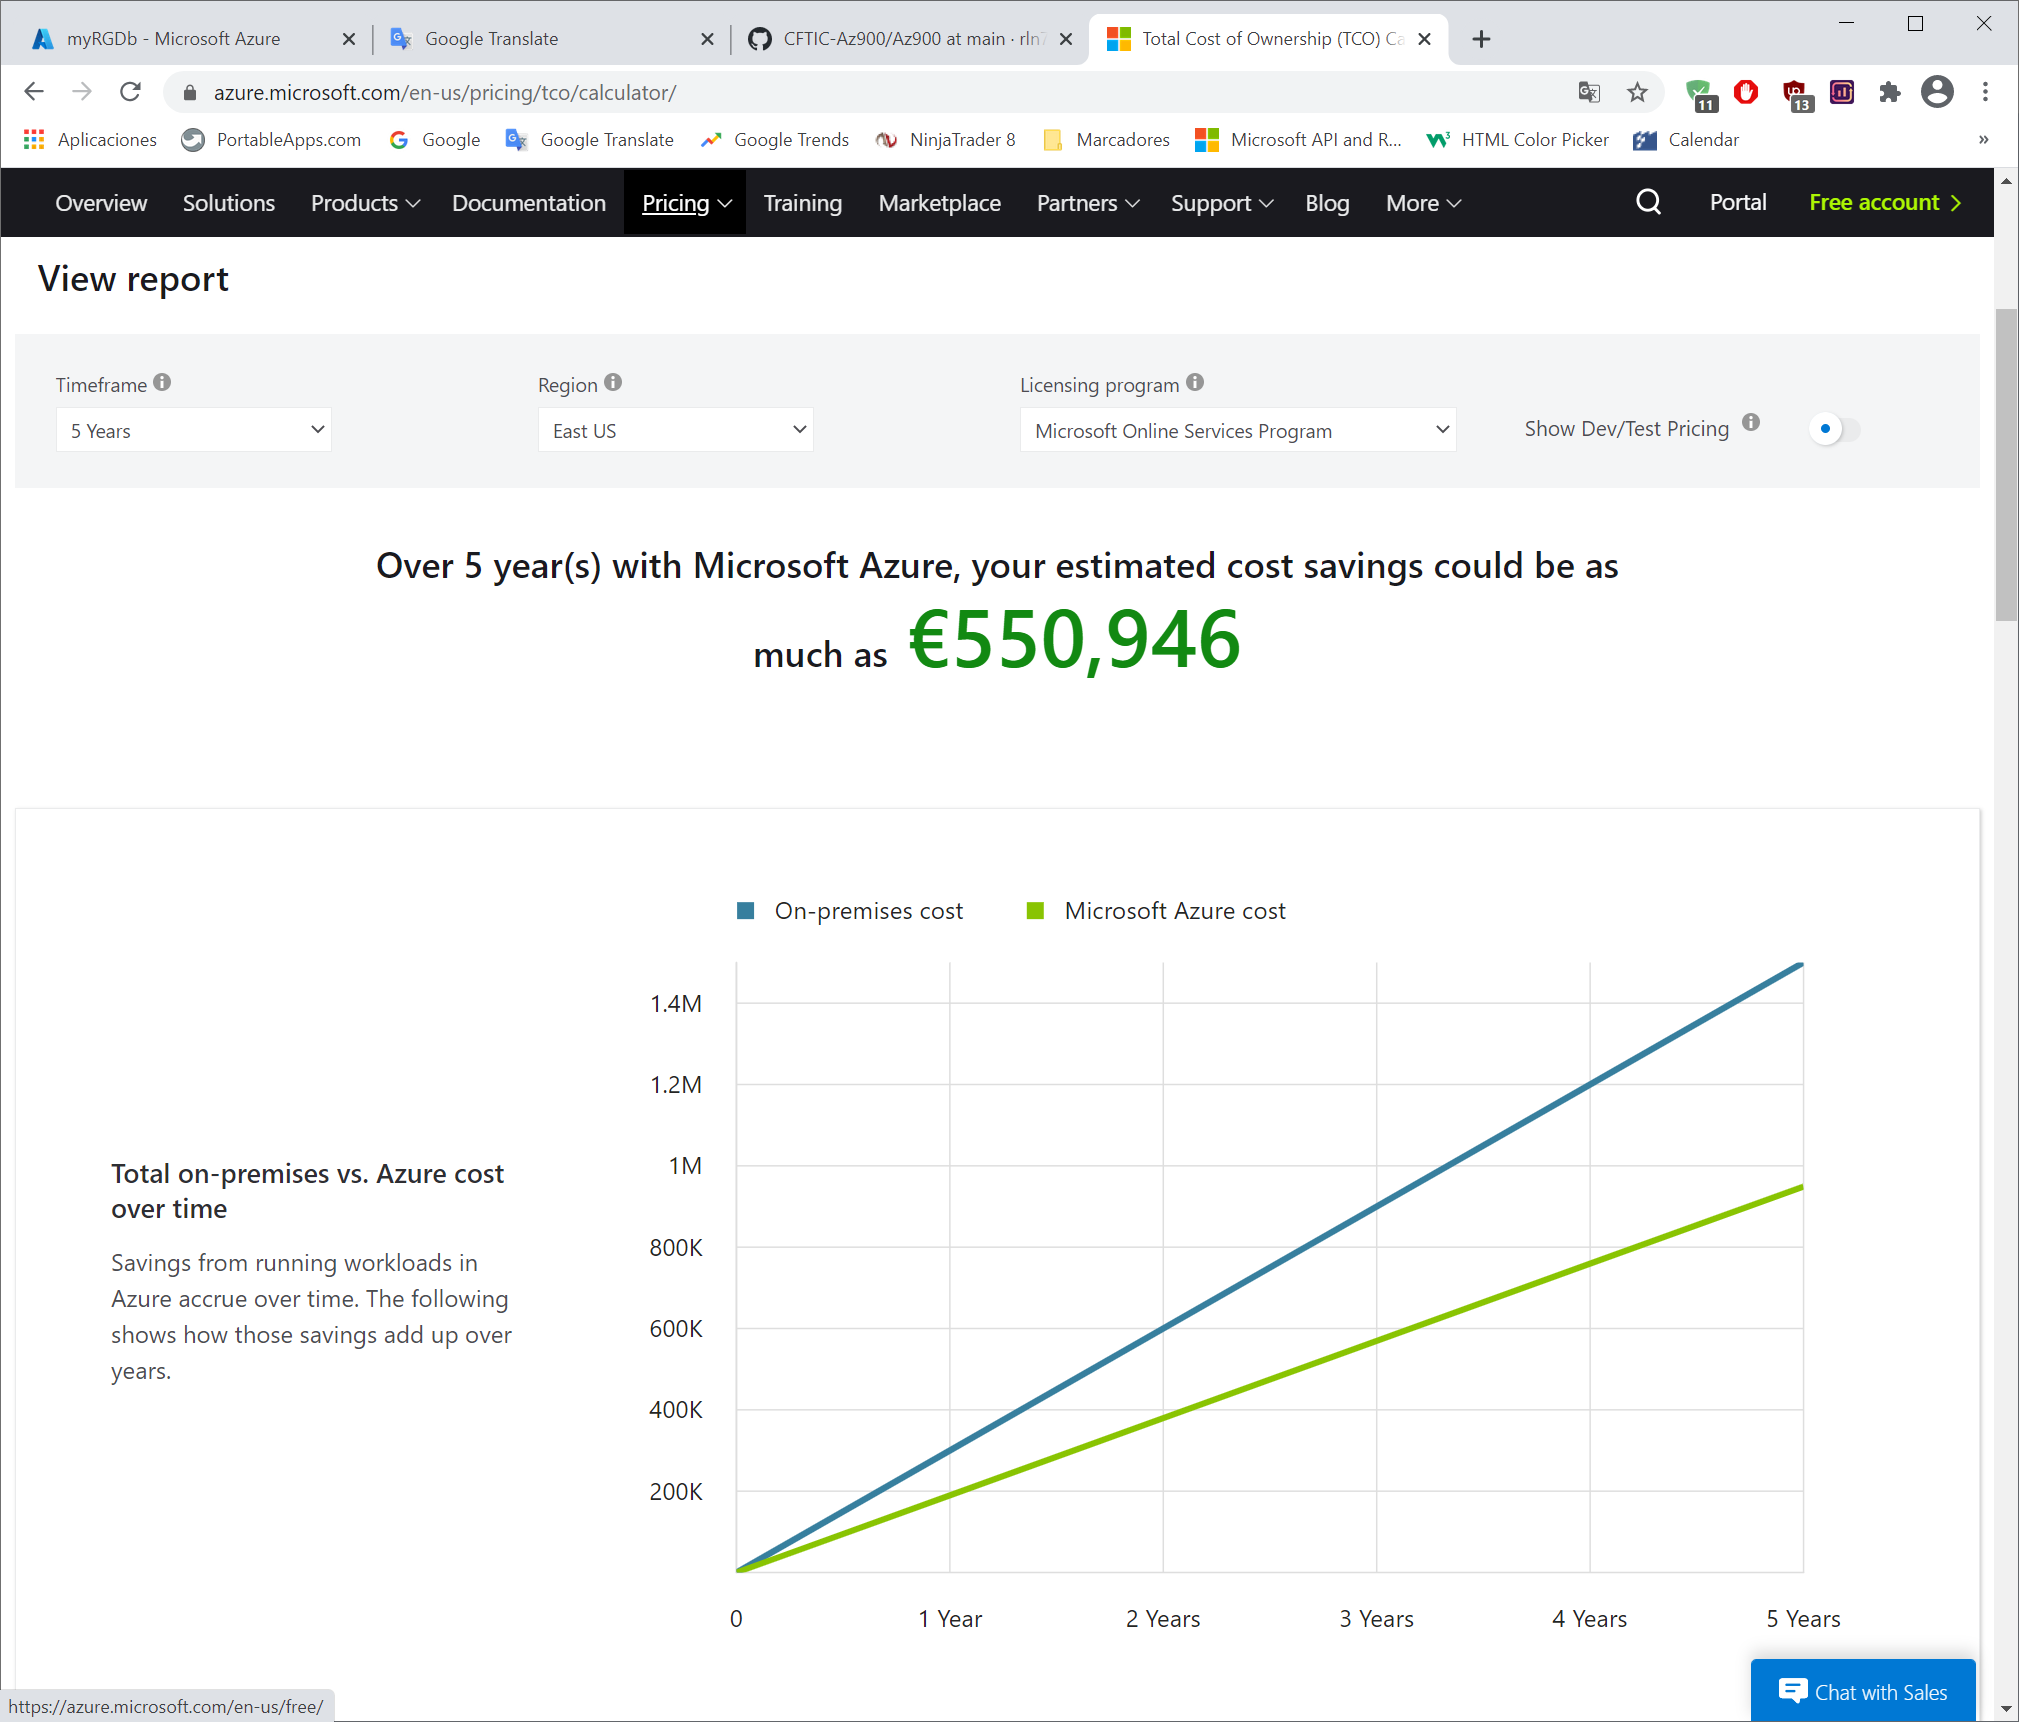 myRGDb - Microsoft Azure
Google Translate
CFTIC-Az900/Az900 at main · rln7
Total Cost of Ownership (TCO) Ca
azure.microsoft.com/en-us/pricing/tco/calculator/
11
13
Aplicaciones
PortableApps.com
Google
Google Translate
Google Trends
NinjaTrader 8
Marcadores
Microsoft API and R...
HTML Color Picker
Calendar
»
Overview
Solutions
Products
Documentation
Pricing
Training
Marketplace
Partners
Support
Blog
More
Portal
Free account
View report
Timeframe
Region
Licensing program
5 Years
East US
Microsoft Online Services Program
Show Dev/Test Pricing
Over 5 year(s) with Microsoft Azure, your estimated cost savings could be as
much as €550,946
On-premises cost
Microsoft Azure cost
1.4M
1.2M
1M
800K
600K
400K
200K
Total on-premises vs. Azure cost
over time
Savings from running workloads in
Azure accrue over time. The following
shows how those savings add up over
years.
0
1 Year
2 Years
3 Years
4 Years
5 Years
Chat with Sales
https://azure.microsoft.com/en-us/free/